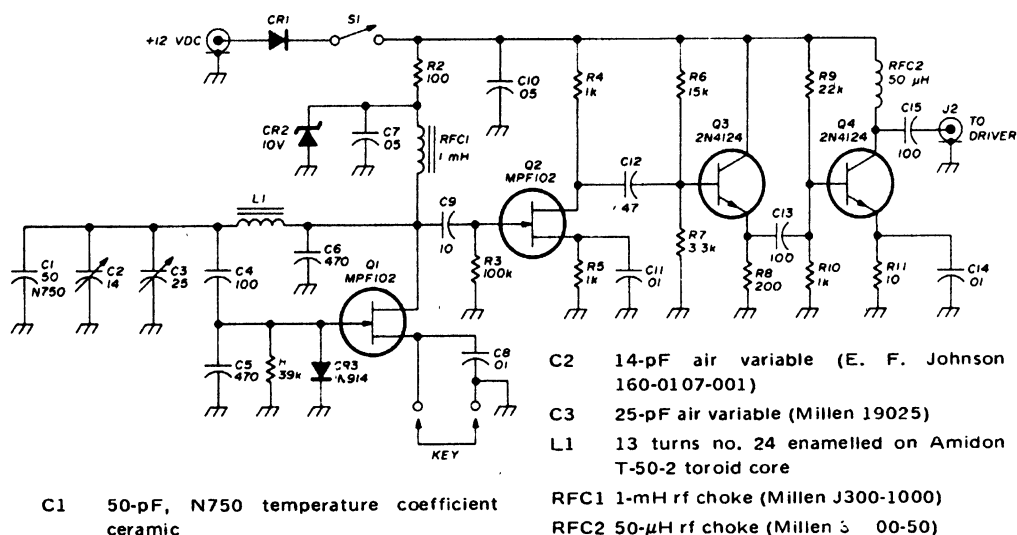 +12 VDC
CR1
S1
R2
100
CR2
10V
C7
05
RFC1
1 mH
C10
05
R4
1k
R6
15k
R9
22k
RFC2
50 μH
C15
100
J2
TO
DRIVER
Q3
2N4124
Q4
2N4124
Q2
MPF102
C12
47
L1
C1
50
N750
C2
14
C3
25
C4
100
C6
470
C9
10
R3
100k
Q1
MPF102
R5
1k
C11
01
R7
3.3k
C13
100
R8
200
R10
1k
R11
10
C14
01
C5
470
39k
C8
01
KEY
C1 50-pF, N750 temperature coefficient
ceramic
C2 14-pF air variable (E. F. Johnson
160-0107-001)
C3 25-pF air variable (Millen 19025)
L1 13 turns no. 24 enamelled on Amidon
T-50-2 toroid core
RFC1 1-mH rf choke (Millen J300-1000)
RFC2 50-μH rf choke (Millen 00-50)